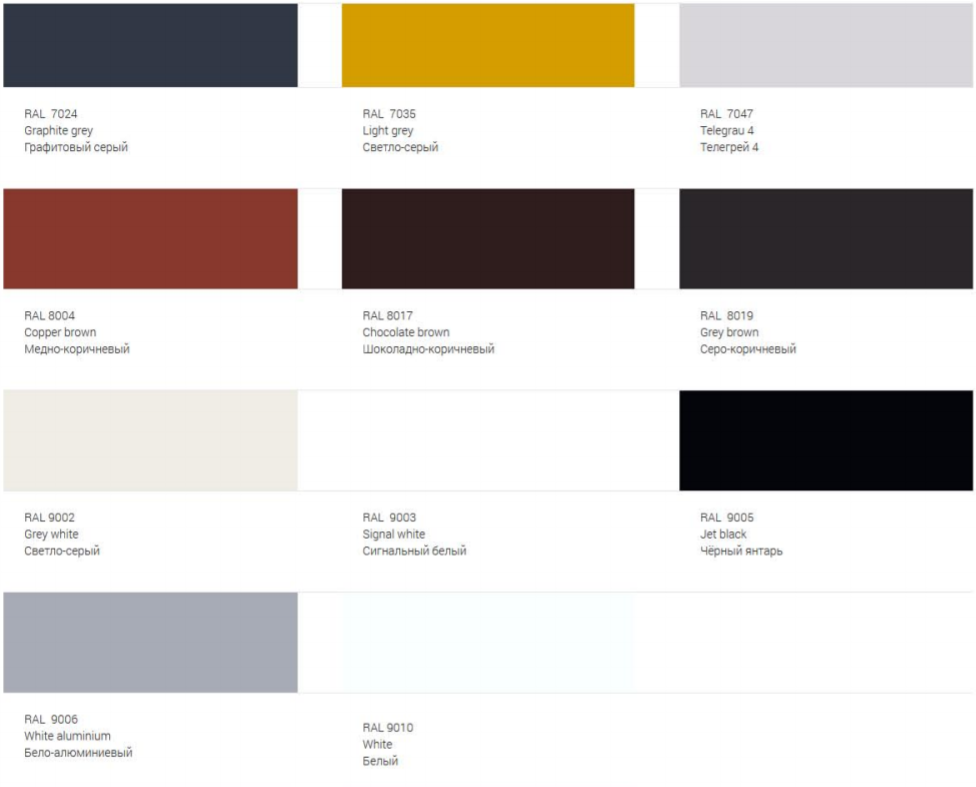 RAL 7024
Graphite grey
Графитовый серый
RAL 7035
Light grey
Светло-серый
RAL 7047
Telegrau 4
Телегрей 4
RAL 8004
Copper brown
Медно-коричневый
RAL 8017
Chocolate brown
Шоколадно-коричневый
RAL 8019
Grey brown
Серо-коричневый
RAL 9002
Grey white
Светло-серый
RAL 9003
Signal white
Сигнальный белый
RAL 9005
Jet black
Чёрный янтарь
RAL 9006
White aluminium
Бело-алюминиевый
RAL 9010
White
Белый